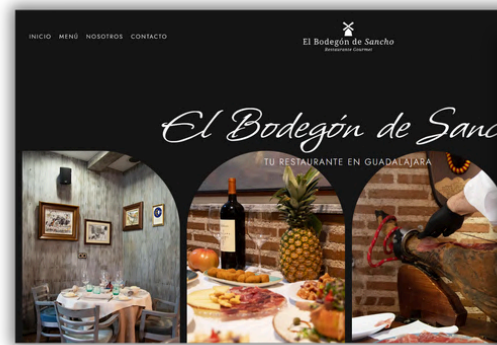 INICIO MENÚ NOSOTROS CONTACTO
El Bodegón de Sancho
Restaurante Gourmet
El Bodegón de Sanc
TU RESTAURANTE EN GUADALAJARA